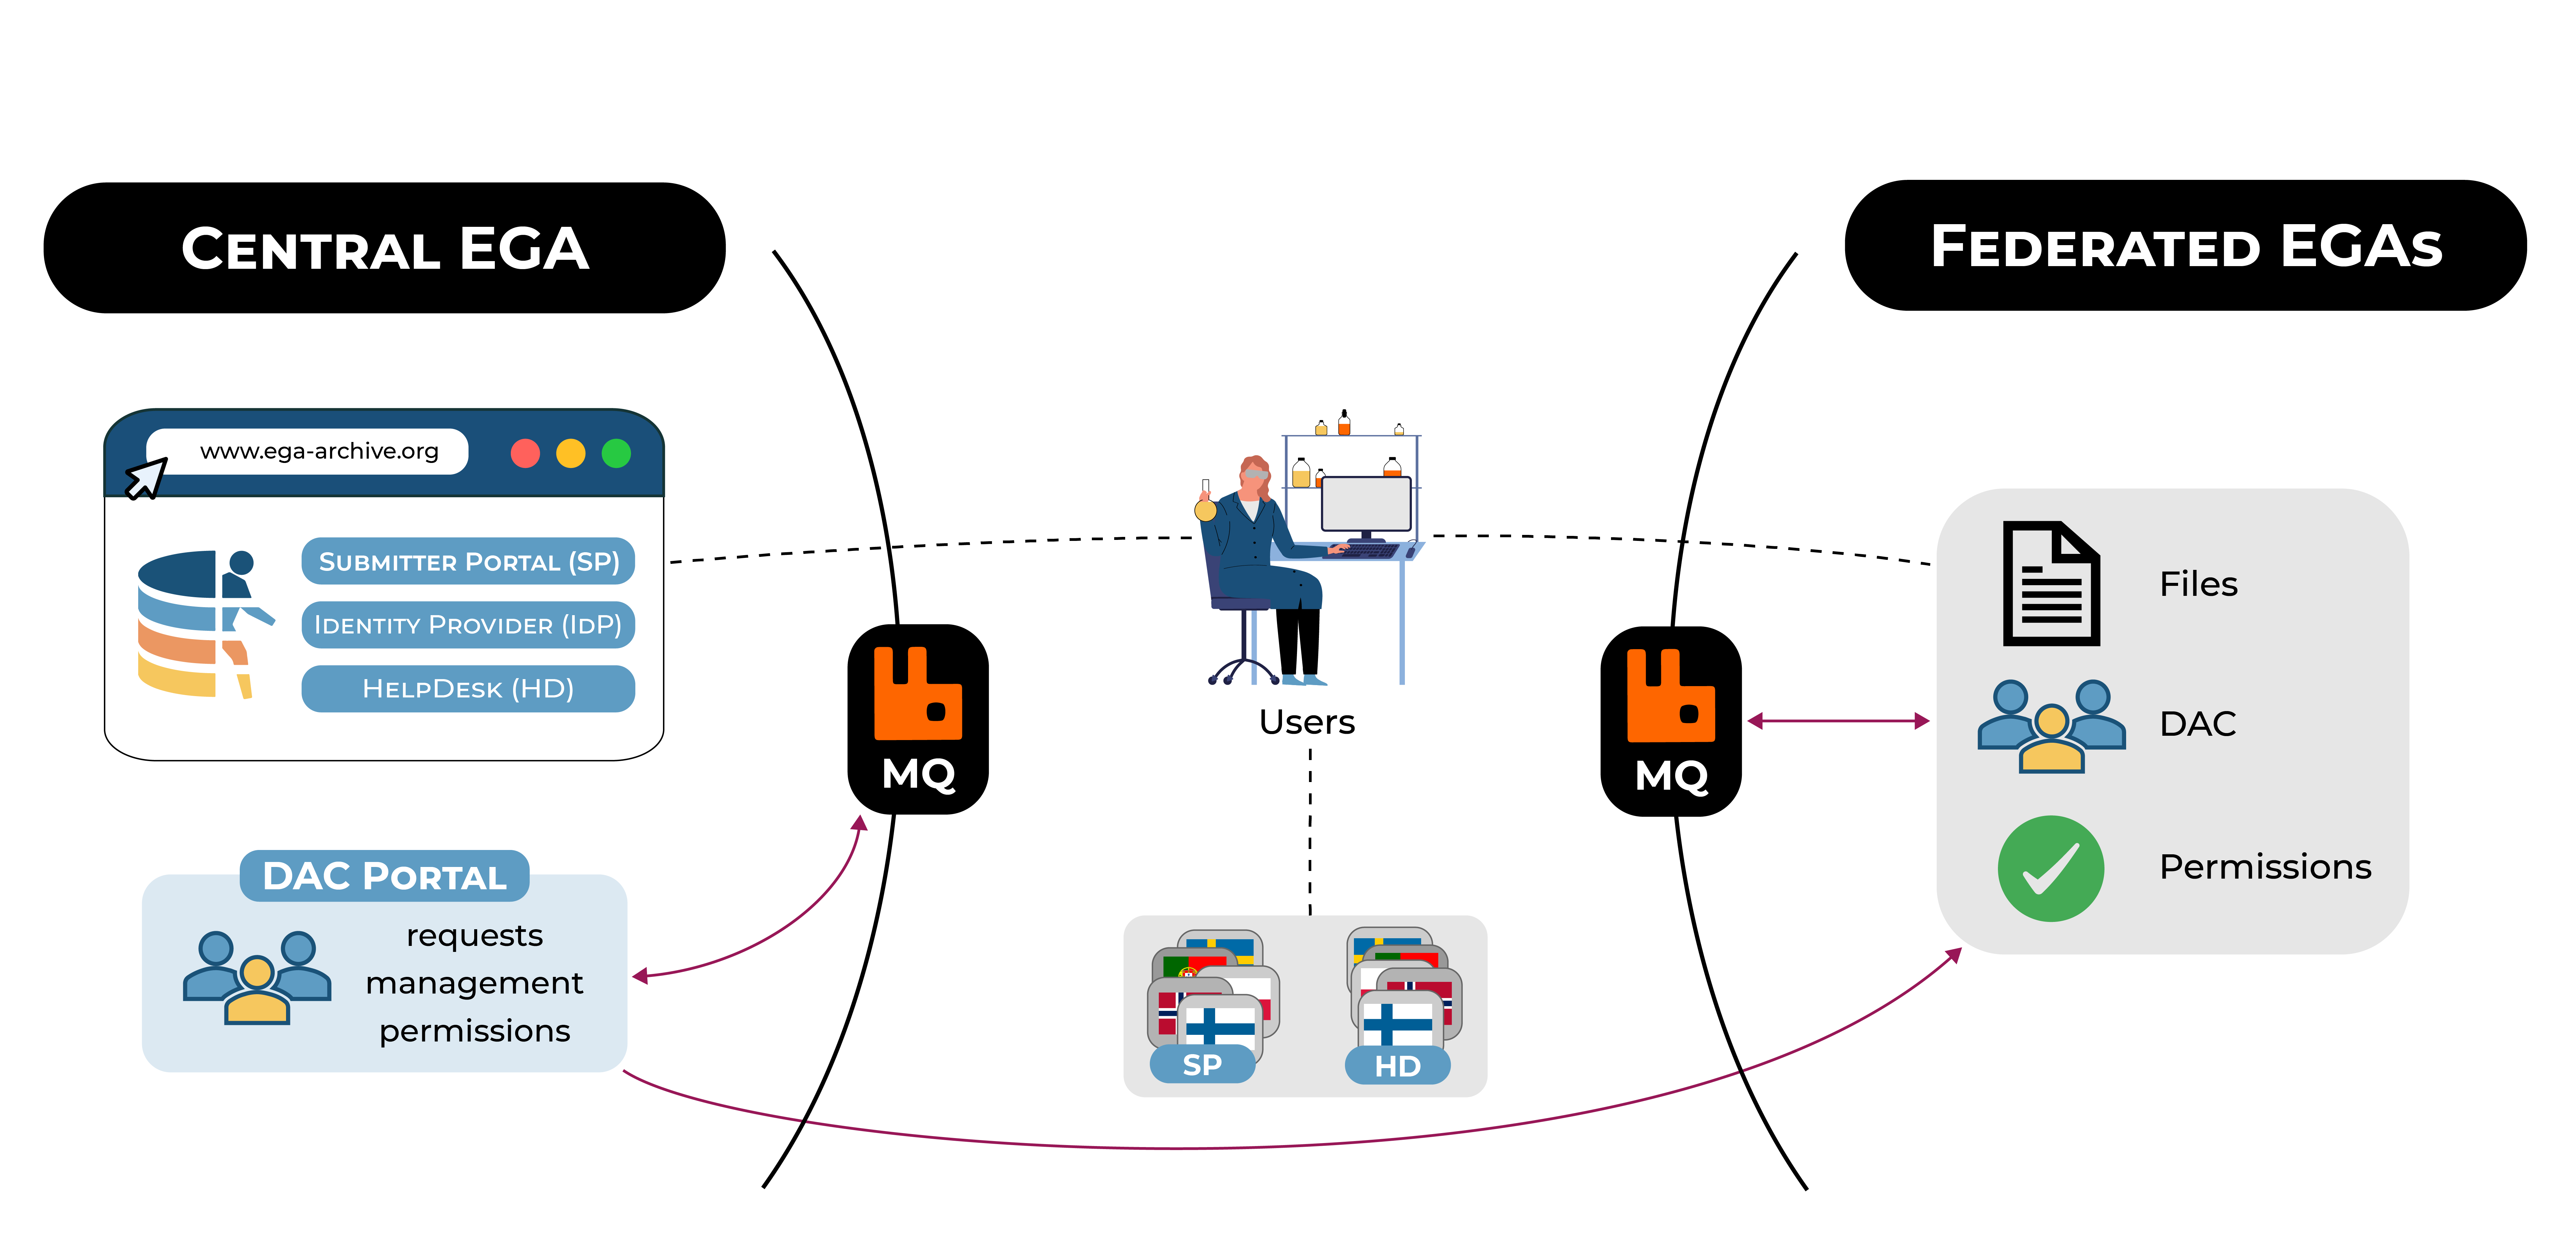 CENTRAL EGA
FEDERATED EGAS
www.ega-archive.org
SUBMITTER PORTAL (SP)
IDENTITY PROVIDER (IDP)
HELPDESK (HD)
MQ
DAC PORTAL
requests
management
permissions
Users
SP
HD
MQ
Files
DAC
Permissions